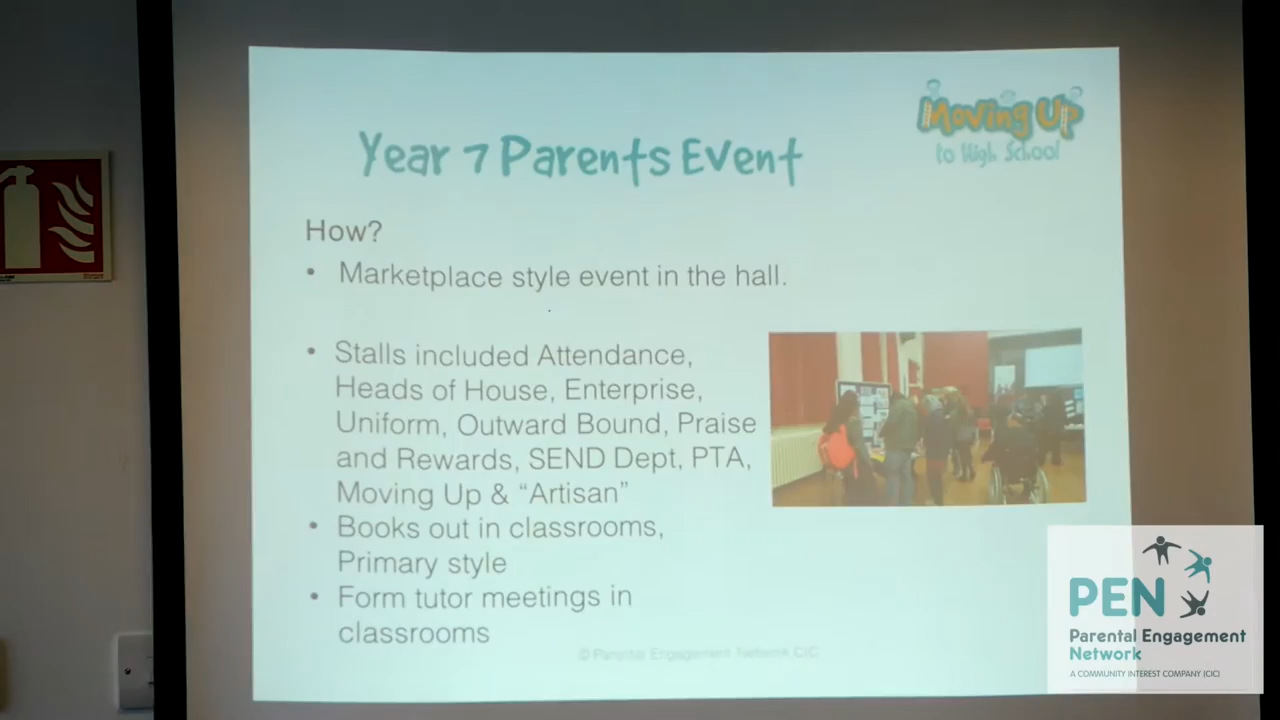 Moving Up
to High School
Year 7 Parents Event
How?
• Marketplace style event in the hall.
• Stalls included Attendance,
Heads of House, Enterprise,
Uniform, Outward Bound, Praise
and Rewards, SEND Dept, PTA,
Moving Up & “Artisan”
• Books out in classrooms,
Primary style
• Form tutor meetings in
classrooms
© Parental Engagement Network CIC
PEN
Parental Engagement
Network
A COMMUNITY INTEREST COMPANY (CIC)